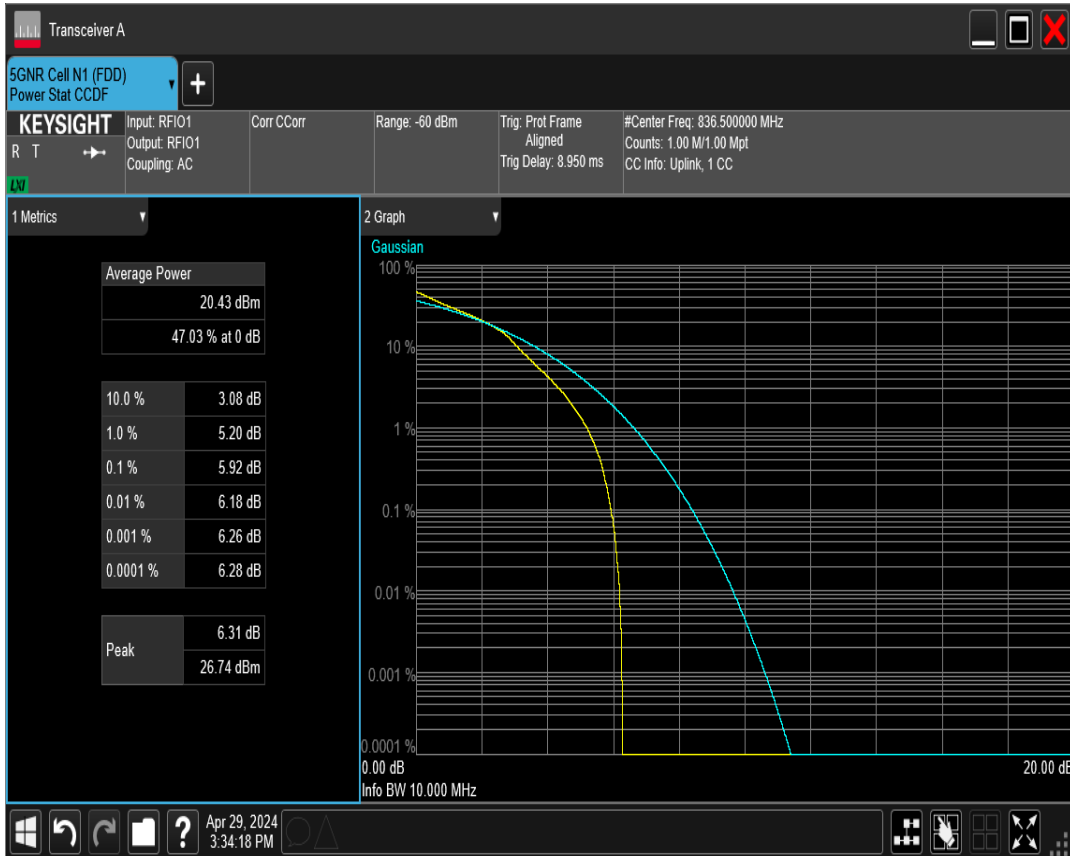 Transceiver A
5GNR Cell N1 (FDD)
Power Stat CCDF
+
KEYSIGHT
R T
LXI
Input: RFIO1
Output: RFIO1
Coupling: AC
Corr CCorr
Range: -60 dBm
Trig: Prot Frame
Aligned
Trig Delay: 8.950 ms
#Center Freq: 836.500000 MHz
Counts: 1.00 M/1.00 Mpt
CC Info: Uplink, 1 CC
1 Metrics
Average Power
20.43 dBm
47.03 % at 0 dB
10.0 % 3.08 dB
1.0 % 5.20 dB
0.1 % 5.92 dB
0.01 % 6.18 dB
0.001 % 6.26 dB
0.0001 % 6.28 dB
Peak
6.31 dB
26.74 dBm
2 Graph
Gaussian
100 %
10 %
1 %
0.1 %
0.01 %
0.001 %
0.0001 %
0.00 dB
20.00 dB
Info BW 10.000 MHz
?
Apr 29, 2024
3:34:18 PM